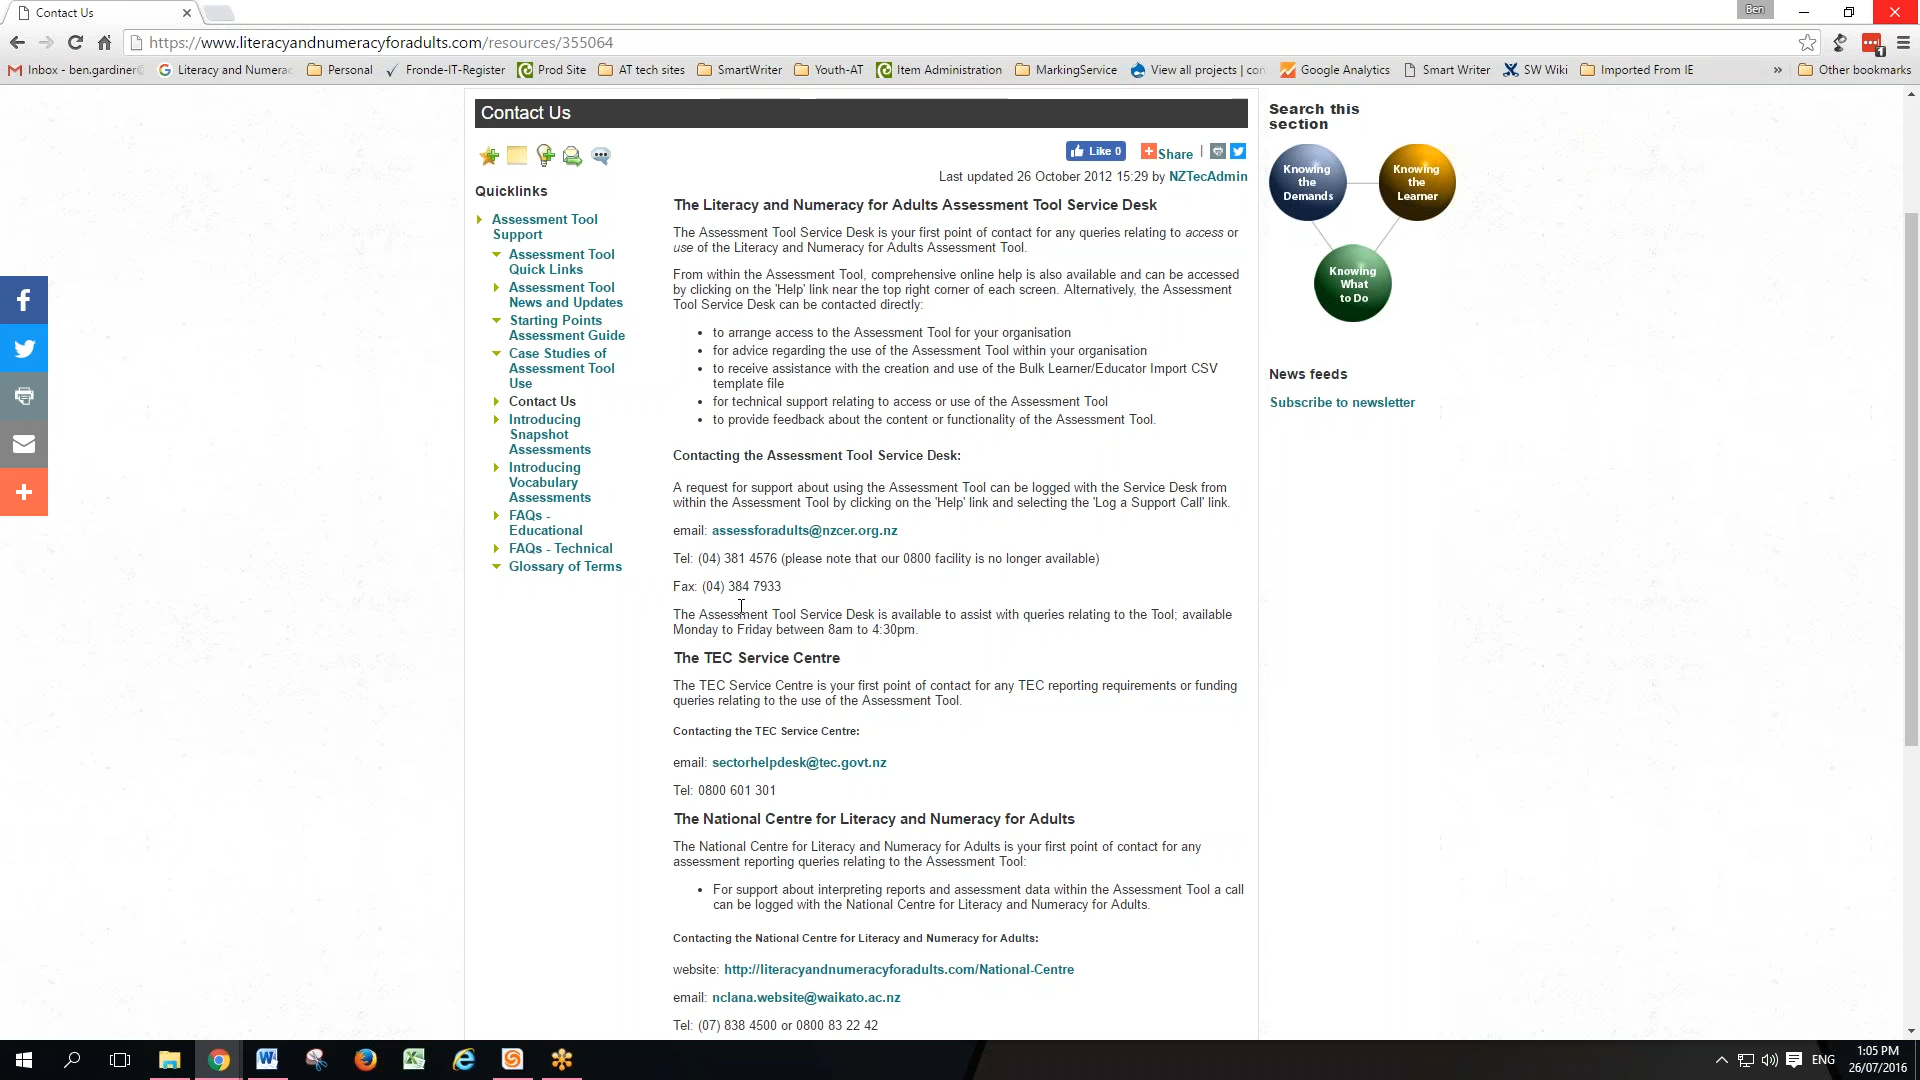 Contact Us
Ben
https://www.literacyandnumeracyforadults.com/resources/355064
Inbox - ben.gardiner@
Literacy and Numerac
Personal
Fronde-IT-Register
Prod Site
AT tech sites
SmartWriter
Youth-AT
Item Administration
MarkingService
View all projects | con
Google Analytics
Smart Writer
SW Wiki
Imported From IE
»
Other bookmarks
Contact Us
Like 0
Share |
Last updated 26 October 2012 15:29 by NZTecAdmin
Quicklinks
Assessment Tool
Support
Assessment Tool
Quick Links
Assessment Tool
News and Updates
Starting Points
Assessment Guide
Case Studies of
Assessment Tool
Use
Contact Us
Introducing
Snapshot
Assessments
Introducing
Vocabulary
Assessments
FAQs -
Educational
FAQs - Technical
Glossary of Terms
The Literacy and Numeracy for Adults Assessment Tool Service Desk
The Assessment Tool Service Desk is your first point of contact for any queries relating to access or
use of the Literacy and Numeracy for Adults Assessment Tool.
From within the Assessment Tool, comprehensive online help is also available and can be accessed
by clicking on the 'Help' link near the top right corner of each screen. Alternatively, the Assessment
Tool Service Desk can be contacted directly:
• to arrange access to the Assessment Tool for your organisation
• for advice regarding the use of the Assessment Tool within your organisation
• to receive assistance with the creation and use of the Bulk Learner/Educator Import CSV
template file
• for technical support relating to access or use of the Assessment Tool
• to provide feedback about the content or functionality of the Assessment Tool.
Contacting the Assessment Tool Service Desk:
A request for support about using the Assessment Tool can be logged with the Service Desk from
within the Assessment Tool by clicking on the 'Help' link and selecting the 'Log a Support Call' link.
email: assessforadults@nzcer.org.nz
Tel: (04) 381 4576 (please note that our 0800 facility is no longer available)
Fax: (04) 384 7933
The Assessment Tool Service Desk is available to assist with queries relating to the Tool; available
Monday to Friday between 8am to 4:30pm.
The TEC Service Centre
The TEC Service Centre is your first point of contact for any TEC reporting requirements or funding
queries relating to the use of the Assessment Tool.
Contacting the TEC Service Centre:
email: sectorhelpdesk@tec.govt.nz
Tel: 0800 601 301
The National Centre for Literacy and Numeracy for Adults
The National Centre for Literacy and Numeracy for Adults is your first point of contact for any
assessment reporting queries relating to the Assessment Tool:
• For support about interpreting reports and assessment data within the Assessment Tool a call
can be logged with the National Centre for Literacy and Numeracy for Adults.
Contacting the National Centre for Literacy and Numeracy for Adults:
website: http://literacyandnumeracyforadults.com/National-Centre
email: nclana.website@waikato.ac.nz
Tel: (07) 838 4500 or 0800 83 22 42
Search this
section
Knowing
the
Demands
Knowing
the
Learner
Knowing
What
to Do
News feeds
Subscribe to newsletter
ENG
1:05 PM
26/07/2016